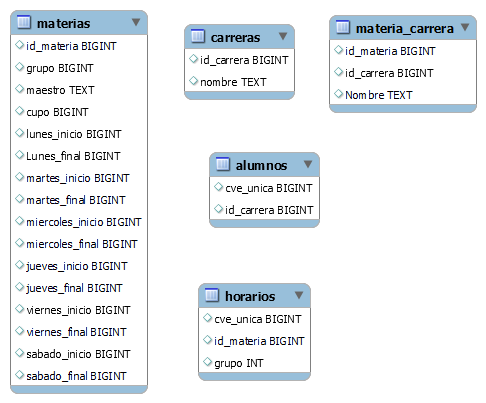 materias
id_materia BIGINT
grupo BIGINT
maestro TEXT
cupo BIGINT
lunes_inicio BIGINT
Lunes_final BIGINT
martes_inicio BIGINT
martes_final BIGINT
miercoles_inicio BIGINT
miercoles_final BIGINT
jueves_inicio BIGINT
jueves_final BIGINT
viernes_inicio BIGINT
viernes_final BIGINT
sabado_inicio BIGINT
sabado_final BIGINT
carreras
id_carrera BIGINT
nombre TEXT
materia_carrera
id_materia BIGINT
id_carrera BIGINT
Nombre TEXT
alumnos
cve_unica BIGINT
id_carrera BIGINT
horarios
cve_unica BIGINT
id_materia BIGINT
grupo INT